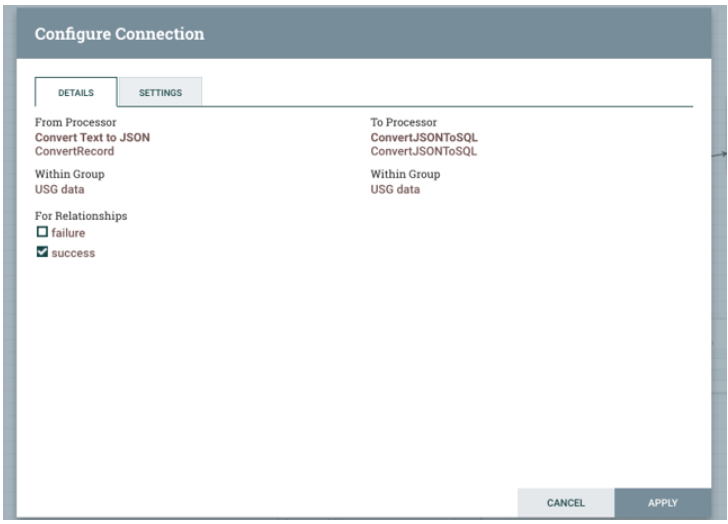 Configure Connection
DETAILS
SETTINGS
From Processor
Convert Text to JSON
ConvertRecord
To Processor
ConvertJSONToSQL
ConvertJSONToSQL
Within Group
USG data
Within Group
USG data
For Relationships
failure
success
CANCEL
APPLY